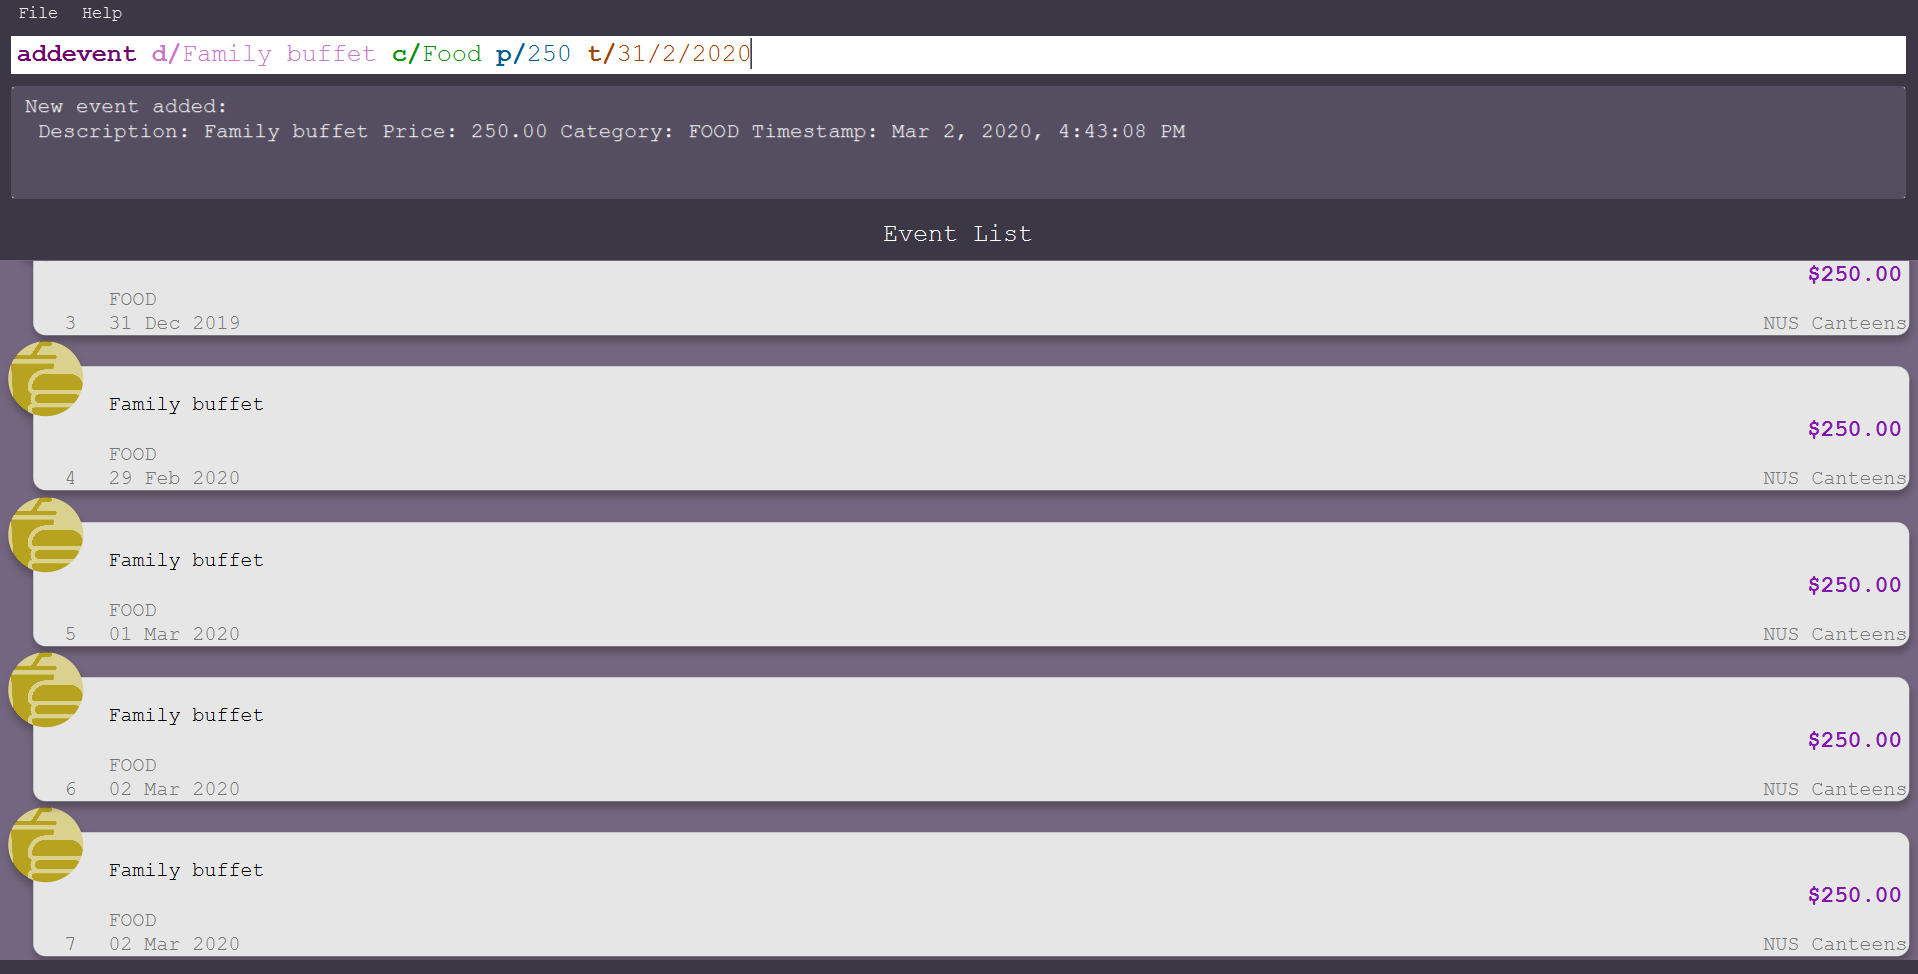 File Help
addevent d/Family buffet c/Food p/250 t/31/2/2020
New event added:
Description: Family buffet Price: 250.00 Category: FOOD Timestamp: Mar 2, 2020, 4:43:08 PM
Event List
$250.00
FOOD
3 31 Dec 2019 NUS Canteens
Family buffet
$250.00
FOOD
4 29 Feb 2020 NUS Canteens
Family buffet
$250.00
FOOD
5 01 Mar 2020 NUS Canteens
Family buffet
$250.00
FOOD
6 02 Mar 2020 NUS Canteens
Family buffet
$250.00
FOOD
7 02 Mar 2020 NUS Canteens